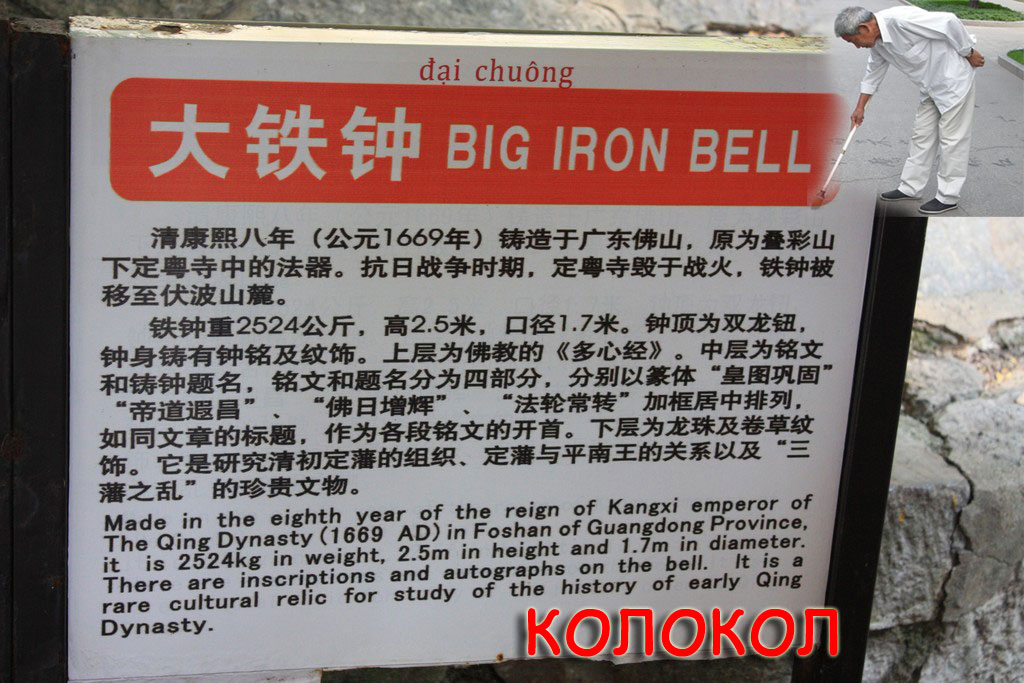 đại chuông
大铁钟 BIG IRON BELL
清康熙八年（公元1669年）铸造于广东佛山，原为叠彩山
下定粤寺中的法器。抗日战争时期，定粤寺毁于战火，铁钟被
移至伏波山麓。
铁钟重2524公斤，高2.5米，口径1.7米。钟顶为双龙钮，
钟身铸有钟铭及纹饰。上层为佛教的《多心经》。中层为铭文
和铸钟题名，铭文和题名分为四部分，分别以篆体“皇图巩固”
“帝道遐昌”、“佛日增辉”、“法轮常转”加框居中排列，
如同文章的标题，作为各段铭文的开首。下层为龙珠及卷草纹
饰。它是研究清初定藩的组织、定藩与平南王的关系以及“三
藩之乱”的珍贵文物。
Made in the eighth year of the reign of Kangxi emperor of
The Qing Dynasty (1669 AD) in Foshan of Guangdong Province,
it is 2524kg in weight, 2.5m in height and 1.7m in diameter.
There are inscriptions and autographs on the bell. It is a
rare cultural relic for study of the history of early Qing
Dynasty.
КОЛОКОЛ